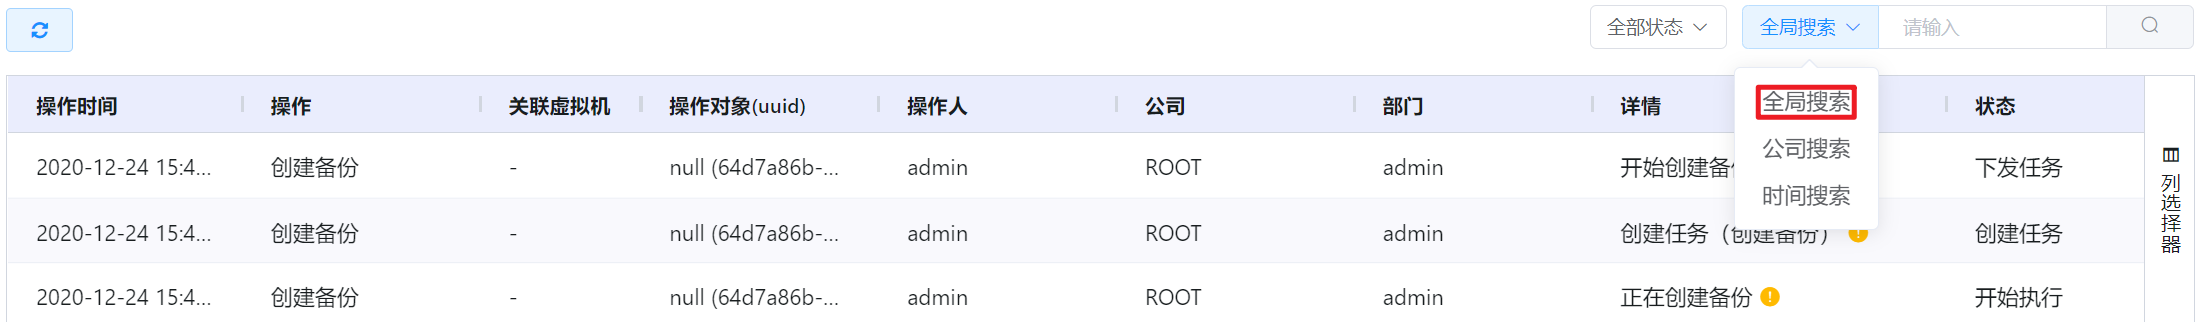 全部状态 全局搜索 请输入
操作时间 操作 关联虚拟机 操作对象(uuid) 操作人 公司 部门 详情 状态
全局搜索
公司搜索
时间搜索
2020-12-24 15:4... 创建备份 - null (64d7a86b-... admin ROOT admin 开始创建备 下发任务
2020-12-24 15:4... 创建备份 - null (64d7a86b-... admin ROOT admin 创建任务（创建备份） 创建任务
2020-12-24 15:4... 创建备份 - null (64d7a86b-... admin ROOT admin 正在创建备份 开始执行
列选择器